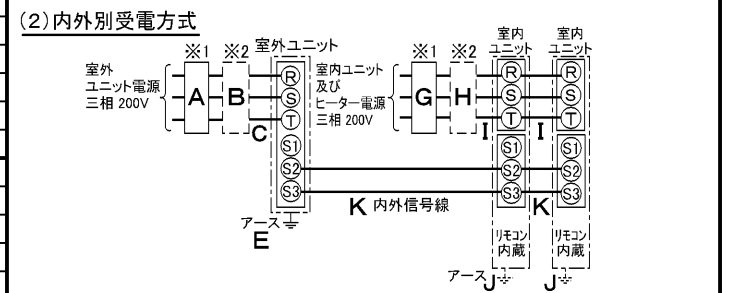 (2)内外別受電方式
※1 ※2 室外ユニット
室外
ユニット電源
三相 200V
A
B
C
R
S
T
S1
S2
S3
アース
E
※1 ※2
室内ユニット
及び
ヒーター電源
三相 200V
G
H
I
I
室内
ユニット
R
S
T
S1
S2
S3
リモコン
内蔵
室内
ユニット
R
S
T
S1
S2
S3
リモコン
内蔵
K 内外信号線
K
アース J
J